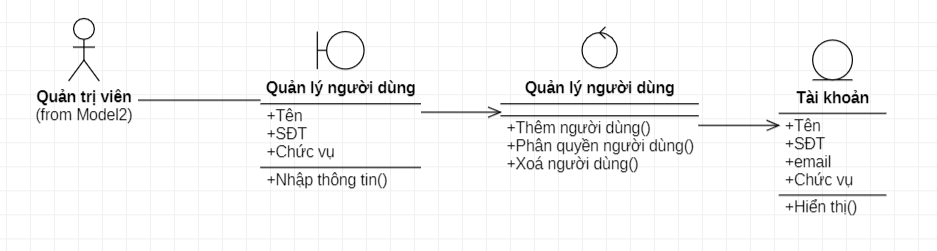 Quản trị viên
(from Model2)
Quản lý người dùng
+Tên
+SĐT
+Chức vụ
+Nhập thông tin()
Quản lý người dùng
+Thêm người dùng()
+Phân quyền người dùng()
+Xoá người dùng()
Tài khoản
+Tên
+SĐT
+email
+Chức vụ
+Hiển thị()